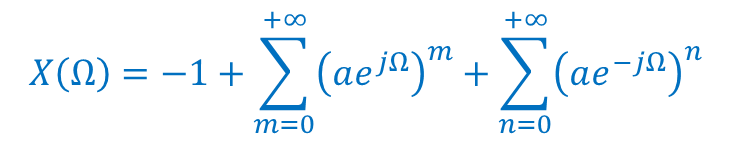 X(Ω) = −1 + ∑_{m=0}^{+∞} (ae^{jΩ})^m + ∑_{n=0}^{+∞} (ae^{−jΩ})^n